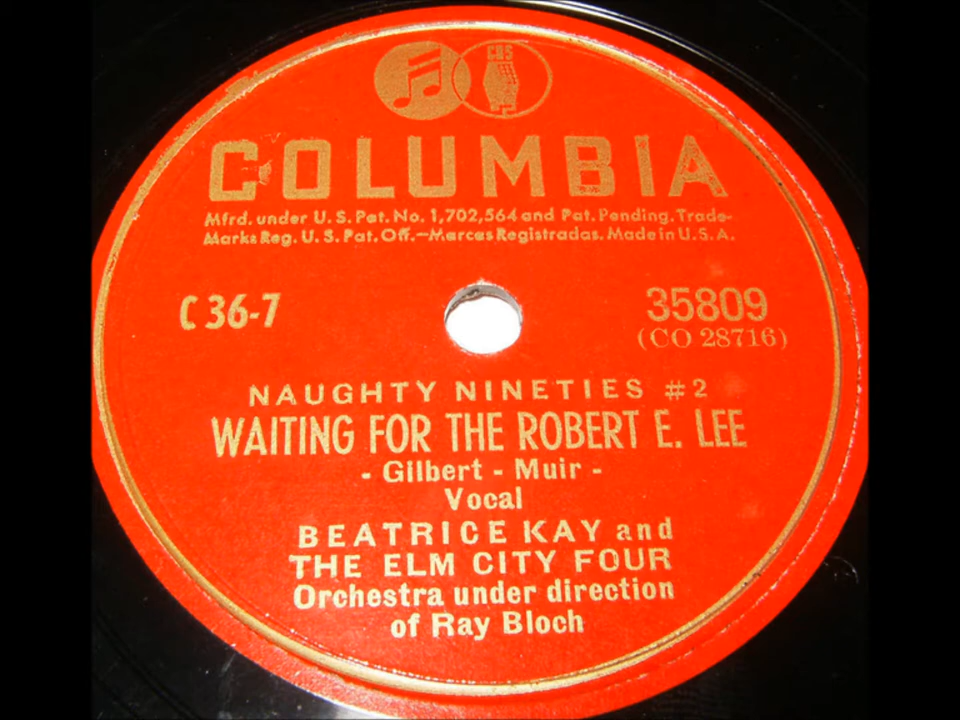 CBS
COLUMBIA
Mfrd. under U. S. Pat. No. 1,702,564 and Pat. Pending. Trade-
Marks Reg. U. S. Pat. Off.—Marcas Registradas. Made in U. S. A.
C 36-7
35809
(CO 28716)
NAUGHTY NINETIES #2
WAITING FOR THE ROBERT E. LEE
- Gilbert - Muir -
Vocal
BEATRICE KAY and
THE ELM CITY FOUR
Orchestra under direction
of Ray Bloch